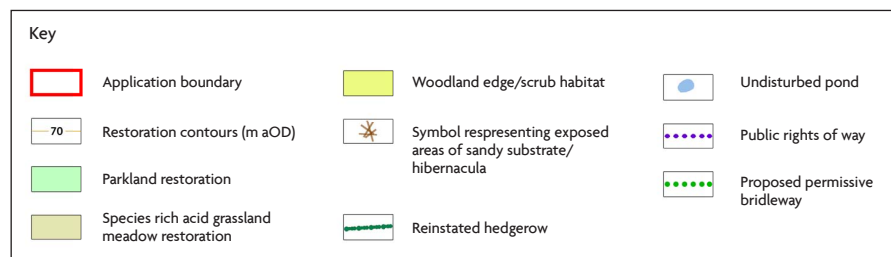 Key
Application boundary
70
Restoration contours (m aOD)
Parkland restoration
Species rich acid grassland
meadow restoration
Woodland edge/scrub habitat
Symbol respresenting exposed
areas of sandy substrate/
hibernacula
Reinstated hedgerow
Undisturbed pond
Public rights of way
Proposed permissive
bridleway